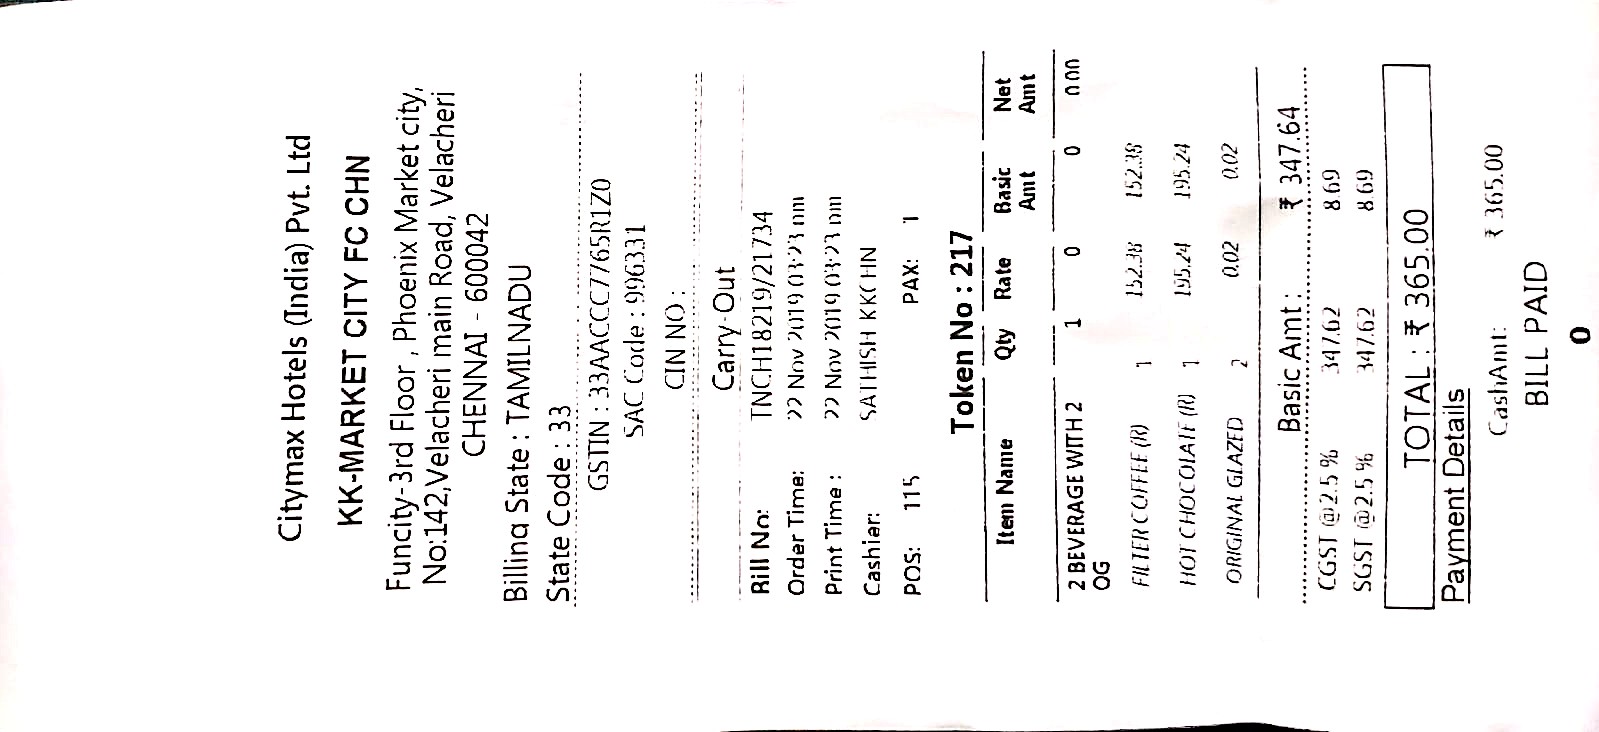 Citymax Hotels (India) Pvt. Ltd
KK-MARKET CITY FC CHN
Funcity-3rd Floor , Phoenix Market city,
No:142,Velacheri main Road, Velacheri
CHENNAI - 600042
Billing State : TAMILNADU
State Code : 33
GSTIN : 33AACCC7765R1Z0
SAC Code : 996331
CIN NO :
Carry-Out
Bill No: TNCH18219/21734
Order Time: 22 Nov 2019 03:23 pm
Print Time : 22 Nov 2019 03:23 pm
Cashier: SATHISH KKCHN
POS: 115 PAX: 1
Token No : 217
Item Name Qty Rate Basic Amt Net Amt
2 BEVERAGE WITH 2 OG 1 0 0 0.00
FILTER COFFEE (R) 1 152.38 152.38
HOT CHOCOLATE (R) 1 195.24 195.24
ORIGINAL GLAZED 2 0.02 0.02
Basic Amt : ₹ 347.64
CGST @ 2.5 % 347.62 8.69
SGST @ 2.5 % 347.62 8.69
TOTAL : ₹ 365.00
Payment Details
CashAmt: ₹ 365.00
BILL PAID
0